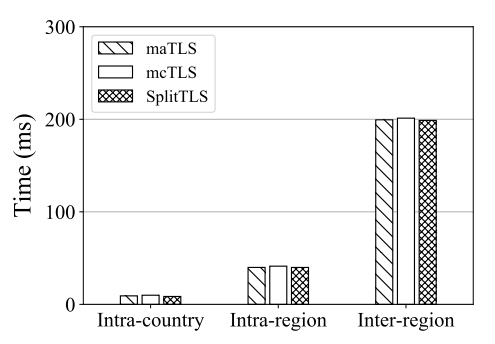 300
200
100
0
Time (ms)
maTLS
mcTLS
SplitTLS
Intra-country Intra-region Inter-region